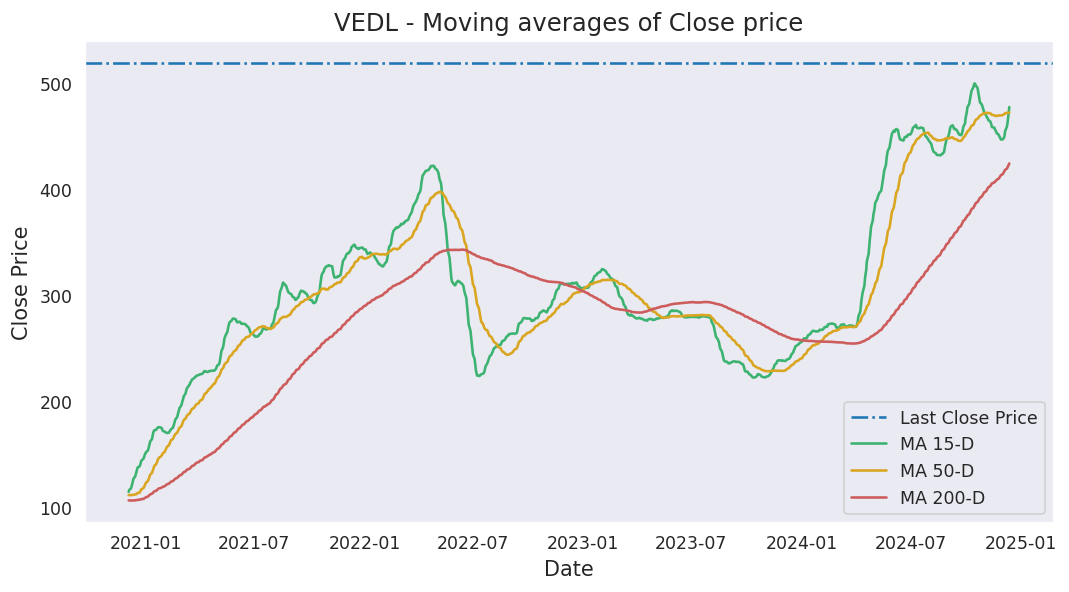 VEDL - Moving averages of Close price
Close Price
500
400
300
200
100
2021-01 2021-07 2022-01 2022-07 2023-01 2023-07 2024-01 2024-07 2025-01
Date
Last Close Price
MA 15-D
MA 50-D
MA 200-D